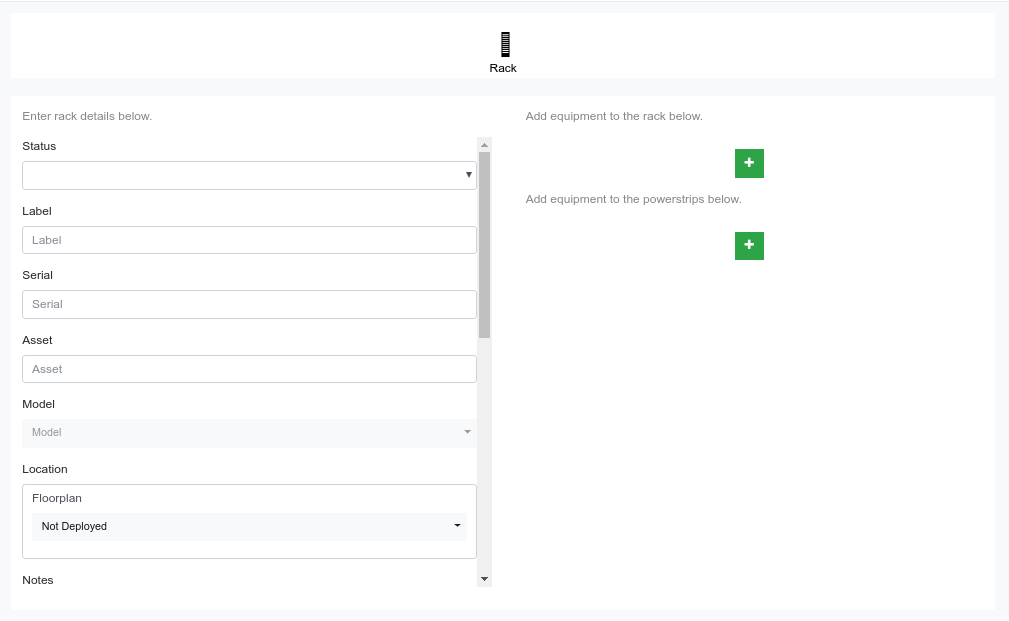 Rack
Enter rack details below.
Status
Label
Label
Serial
Serial
Asset
Asset
Model
Model
Location
Floorplan
Not Deployed
Notes
Add equipment to the rack below.
+
Add equipment to the powerstrips below.
+